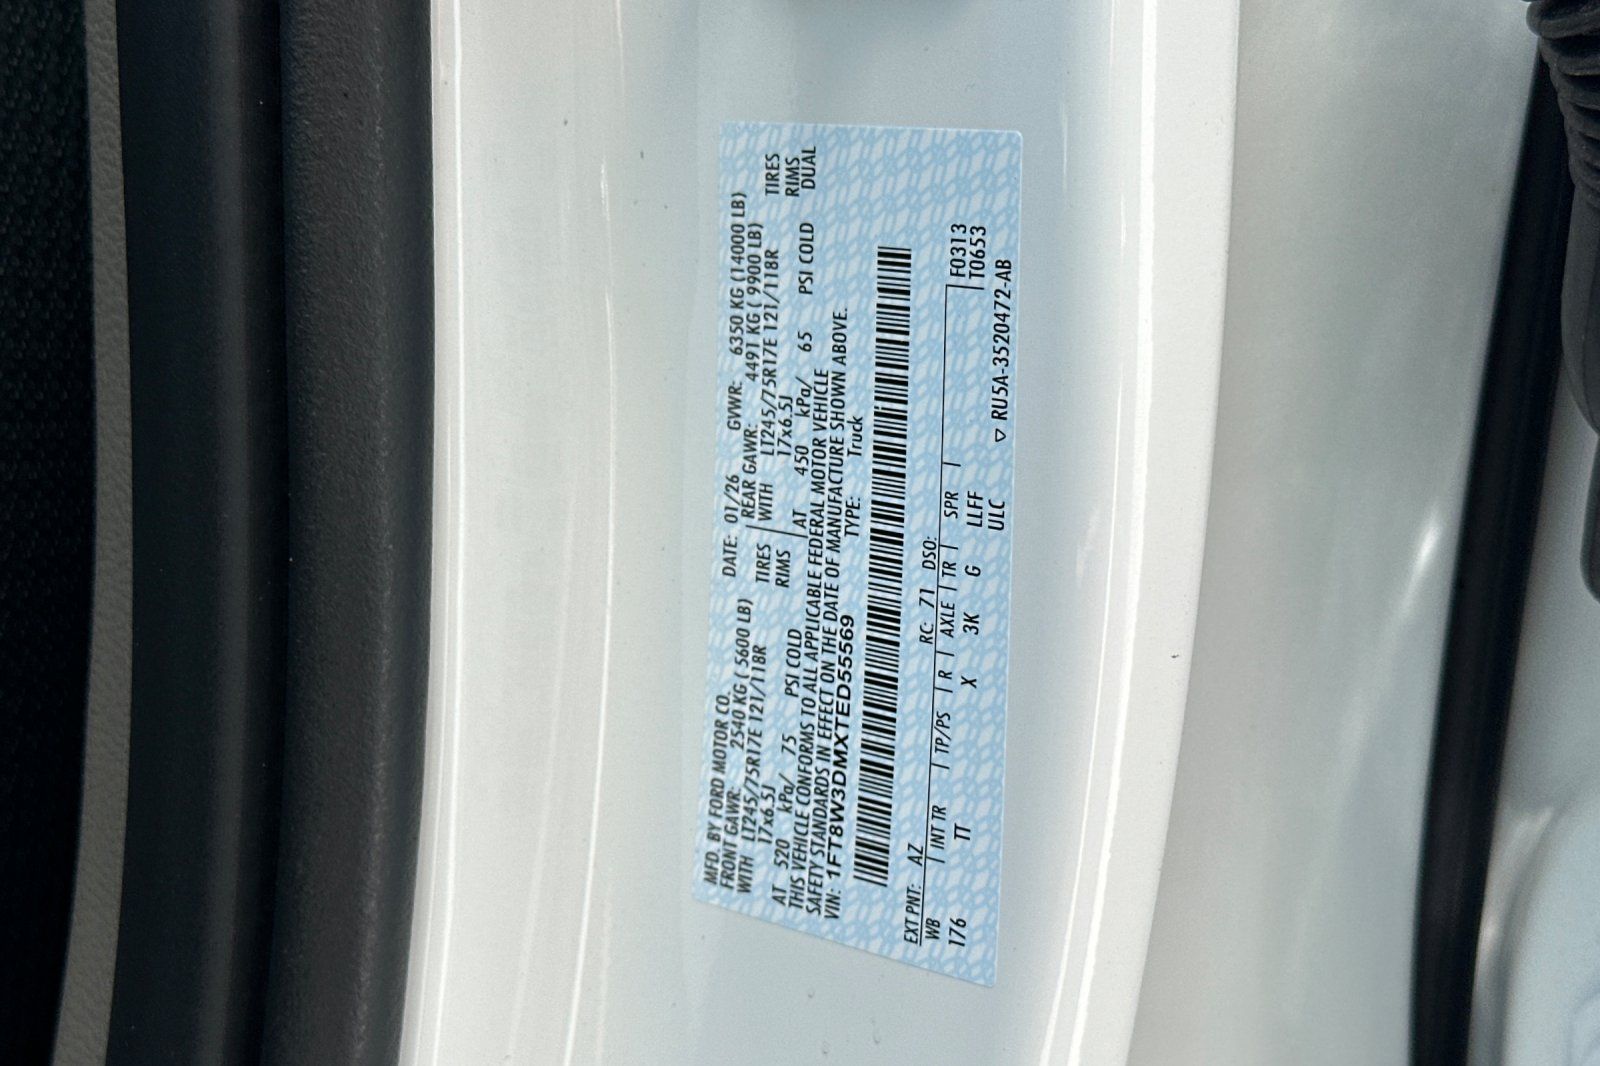 MFD. BY FORD MOTOR CO.
DATE: 01/26 GVWR: 6350 KG (14000 LB)
FRONT GAWR: 2540 KG ( 5600 LB) REAR GAWR: 4491 KG ( 9900 LB)
WITH LT245/75R17E 121/118R TIRES WITH LT245/75R17E 121/118R TIRES
17x6.5J RIMS 17x6.5J RIMS
AT 520 kPa/ 75 PSI COLD AT 450 kPa/ 65 PSI COLD DUAL
THIS VEHICLE CONFORMS TO ALL APPLICABLE FEDERAL MOTOR VEHICLE
SAFETY STANDARDS IN EFFECT ON THE DATE OF MANUFACTURE SHOWN ABOVE.
VIN: 1FT8W3DMXTED55569 TYPE: Truck
EXT PNT: AZ RC: 71 DSO:
WB INT TR TP/PS R AXLE TR SPR F0313
176 TT X 3K G LLFF T0653
ULC ▽ RU5A-3520472-AB